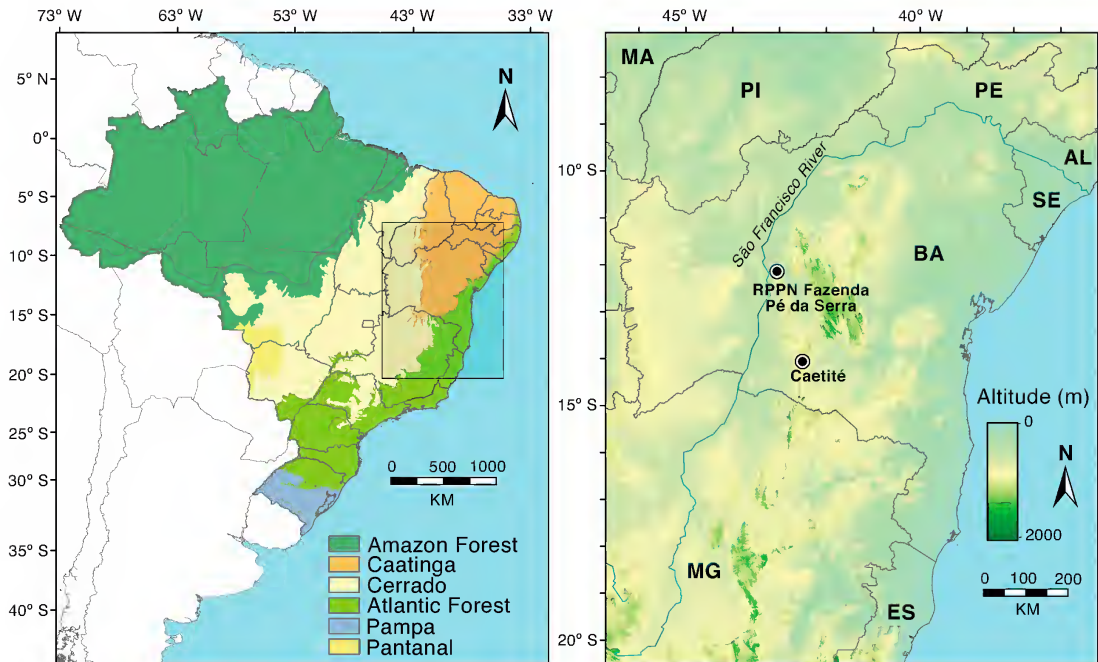 73° W 63° W 53° W 43° W 33° W
5° N
0°
5° S
10° S
15° S
20° S
25° S
30° S
35° S
40° S
N
0 500 1000
KM
Amazon Forest
Caatinga
Cerrado
Atlantic Forest
Pampa
Pantanal
45° W 40° W
10° S
15° S
20° S
MA
PI
PE
AL
SE
São Francisco River
BA
RPPN Fazenda
Pé da Serra
Caetité
MG
ES
Altitude (m)
0
2000
N
0 100 200
KM